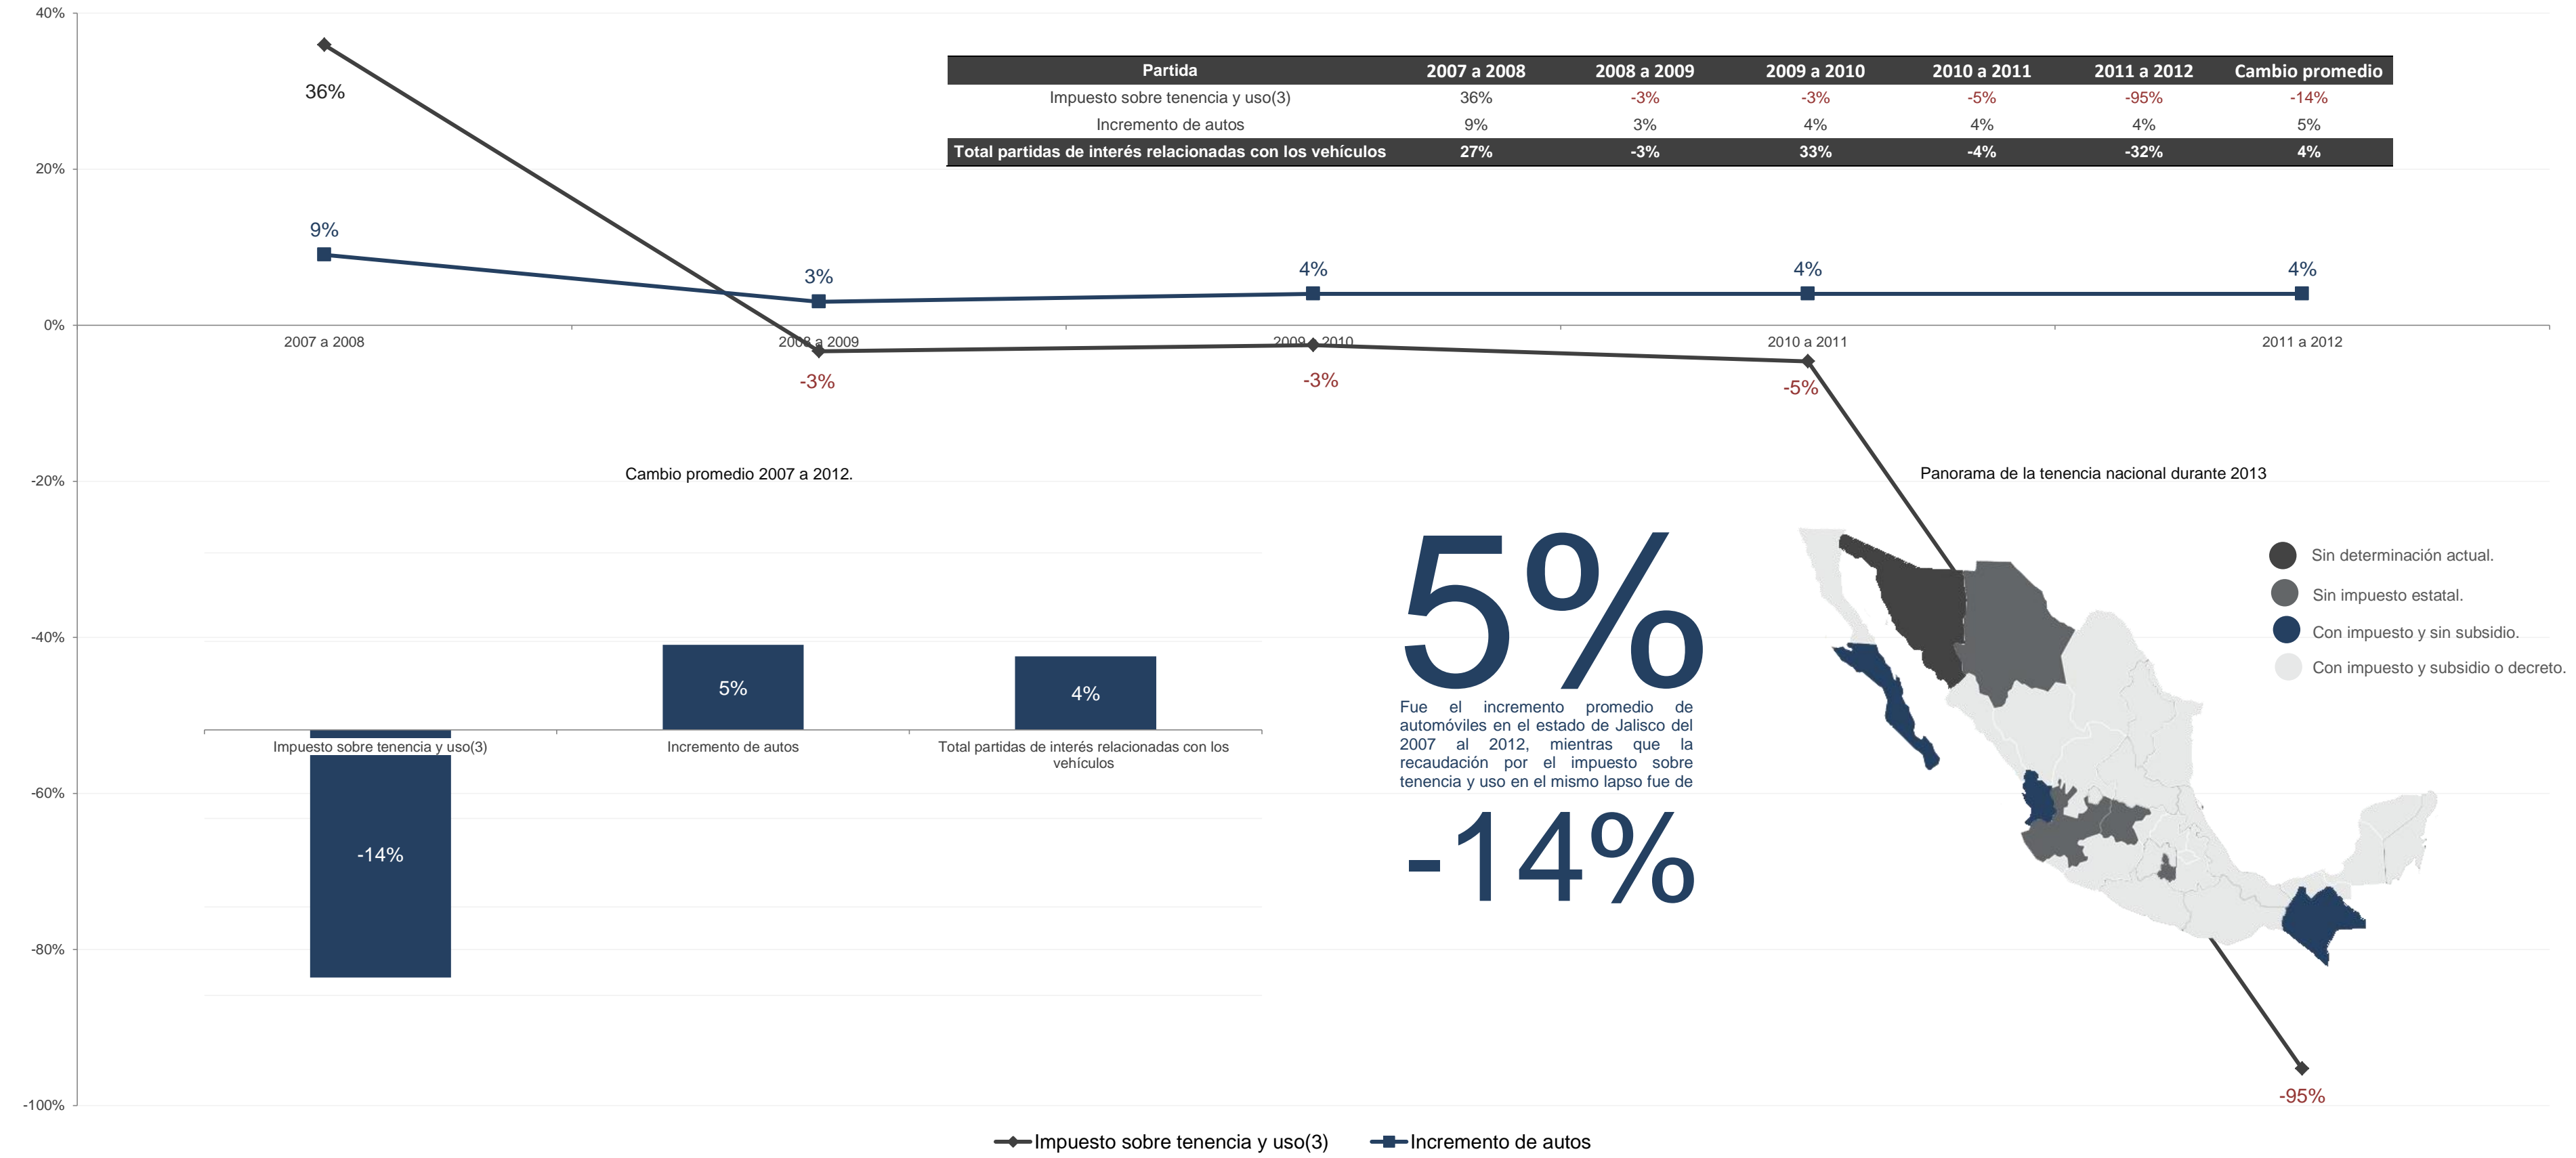 40%
20%
0%
-20%
-40%
-60%
-80%
-100%
36%
9%
3%
4%
4%
4%
-3%
-3%
-5%
-95%
2007 a 2008
2008 a 2009
2009 a 2010
2010 a 2011
2011 a 2012
Partida 2007 a 2008 2008 a 2009 2009 a 2010 2010 a 2011 2011 a 2012 Cambio promedio
Impuesto sobre tenencia y uso(3) 36% -3% -3% -5% -95% -14%
Incremento de autos 9% 3% 4% 4% 4% 5%
Total partidas de interés relacionadas con los vehículos 27% -3% 33% -4% -32% 4%
Cambio promedio 2007 a 2012.
5%
4%
-14%
Impuesto sobre tenencia y uso(3)
Incremento de autos
Total partidas de interés relacionadas con los
vehículos
5%
Fue el incremento promedio de
automóviles en el estado de Jalisco del
2007 al 2012, mientras que la
recaudación por el impuesto sobre
tenencia y uso en el mismo lapso fue de
-14%
Panorama de la tenencia nacional durante 2013
Sin determinación actual.
Sin impuesto estatal.
Con impuesto y sin subsidio.
Con impuesto y subsidio o decreto.
Impuesto sobre tenencia y uso(3)
Incremento de autos